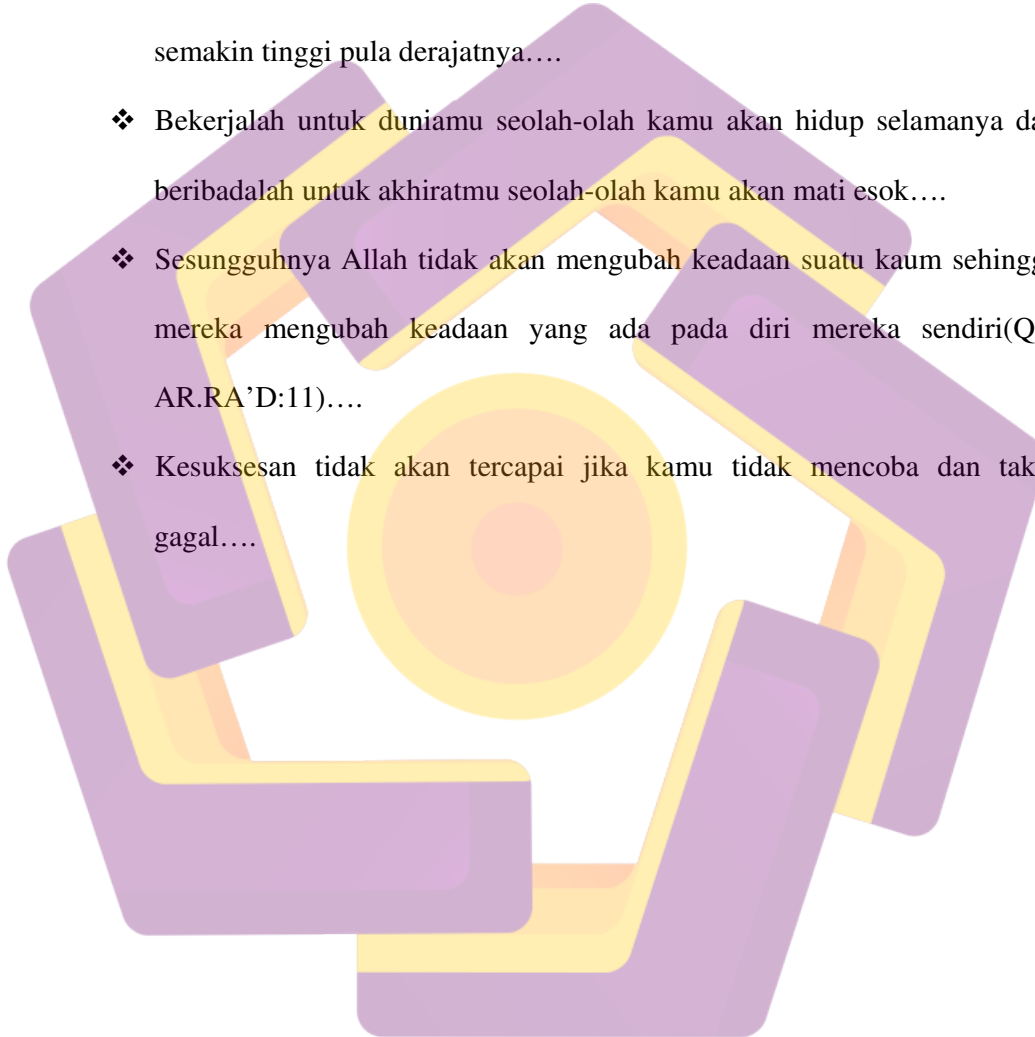 semakin tinggi pula derajatnya….
❖ Bekerjalah untuk duniamu seolah-olah kamu akan hidup selamanya da
beribadalah untuk akhiratmu seolah-olah kamu akan mati esok….
❖ Sesungguhnya Allah tidak akan mengubah keadaan suatu kaum sehingg
mereka mengubah keadaan yang ada pada diri mereka sendiri(Q
AR.RA’D:11)….
❖ Kesuksesan tidak akan tercapai jika kamu tidak mencoba dan tak
gagal….